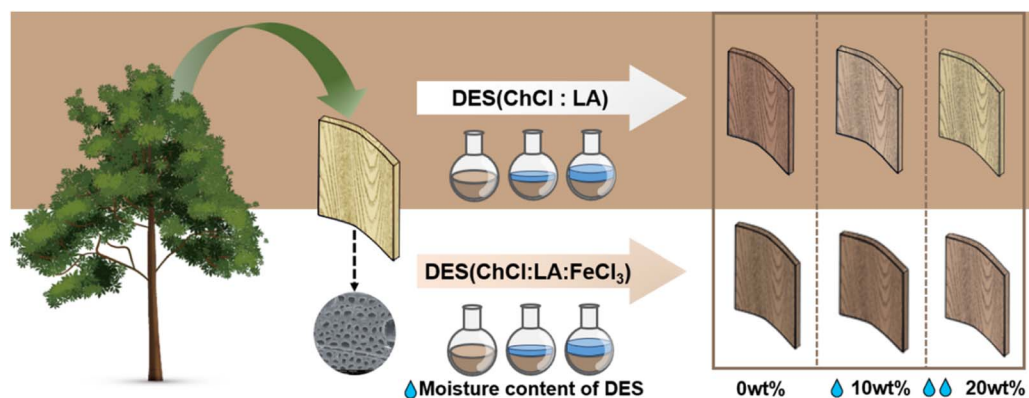 DES(ChCl : LA)
DES(ChCl:LA:FeCl₃)
Moisture content of DES
0wt%
10wt%
20wt%